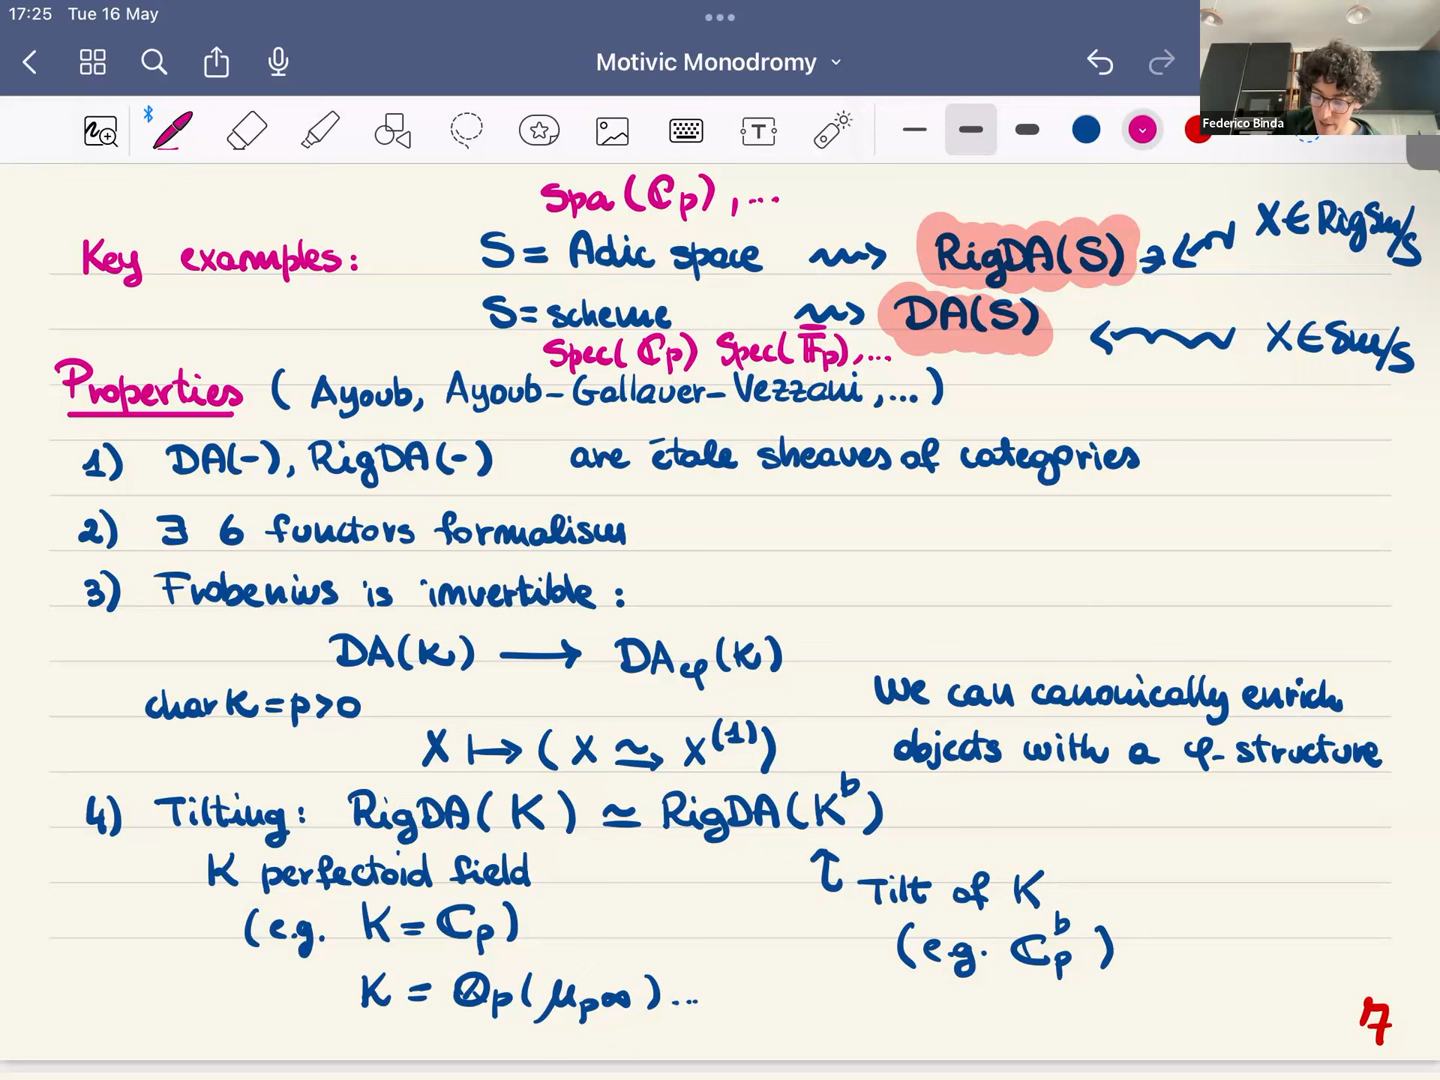 17:25 Tue 16 May
Motivic Monodromy
Federico Binda
Spa(ℂp), ...
Key examples: S = Adic space ⇝ RigDA(S) ∋ X ∈ RigSm/S
S = scheme ⇝ DA(S) X ∈ Sm/S
Spec(ℂp) Spec(𝔽̄p), ...
Properties (Ayoub, Ayoub-Gallauer-Vezzani, ...)
1) DA(-), RigDA(-) are étale sheaves of categories
2) ∃ 6 functors formalism
3) Frobenius is invertible:
DA(K) ⟶ DAφ(K)
char K = p>0
We can canonically enrich
X ↦ (X ≃ X⁽¹⁾)
objects with a φ-structure
4) Tilting: RigDA(K) ≃ RigDA(K♭)
K perfectoid field
↑ Tilt of K
(e.g. K = ℂp)
(e.g. ℂp♭)
K = ℚp(μp∞)...
7